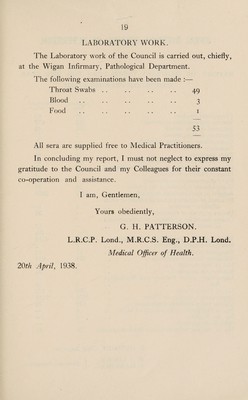 19
LABORATORY WORK.
The Laboratory work of the Council is carried out, chiefly,
at the Wigan Infirmary, Pathological Department.
The following examinations have been made :—
Throat Swabs .. .. .. .. 49
Blood .. .. .. .. .. 3
Food .. .. .. .. .. 1
53
All sera are supplied free to Medical Practitioners.
In concluding my report, I must not neglect to express my
gratitude to the Council and my Colleagues for their constant
co-operation and assistance.
I am, Gentlemen,
Yours obediently,
G. H. PATTERSON.
L.R.C.P. Lond., M.R.C.S. Eng., D.P.H. Lond.
Medical Officer of Health.
20th April, 1938.